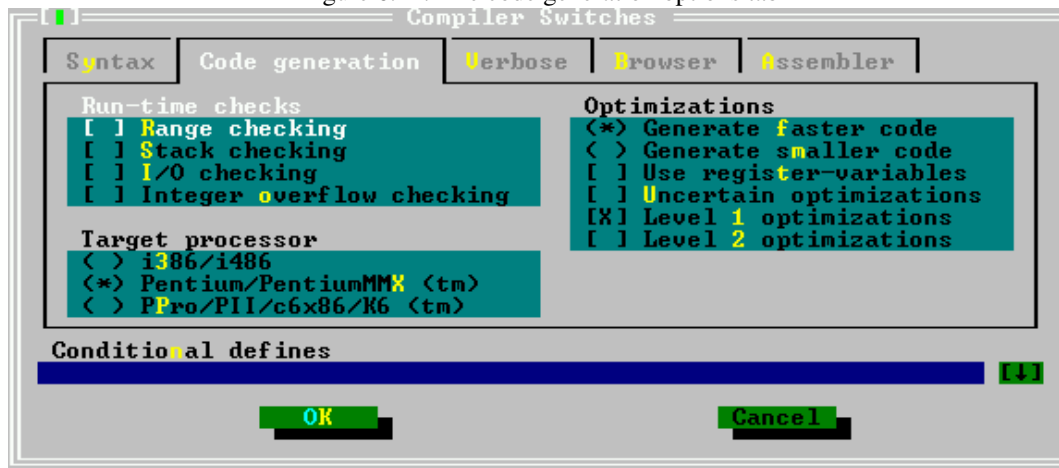 Compiler Switches
Syntax Code generation Verbose Browser Assembler
Run-time checks
[ ] Range checking
[ ] Stack checking
[ ] I/O checking
[ ] Integer overflow checking
Target processor
( ) i386/i486
(*) Pentium/PentiumMMX (tm)
( ) PPro/PII/c6x86/K6 (tm)
Optimizations
(*) Generate faster code
( ) Generate smaller code
[ ] Use register-variables
[ ] Uncertain optimizations
[X] Level 1 optimizations
[ ] Level 2 optimizations
Conditional defines
[↓]
OK Cancel